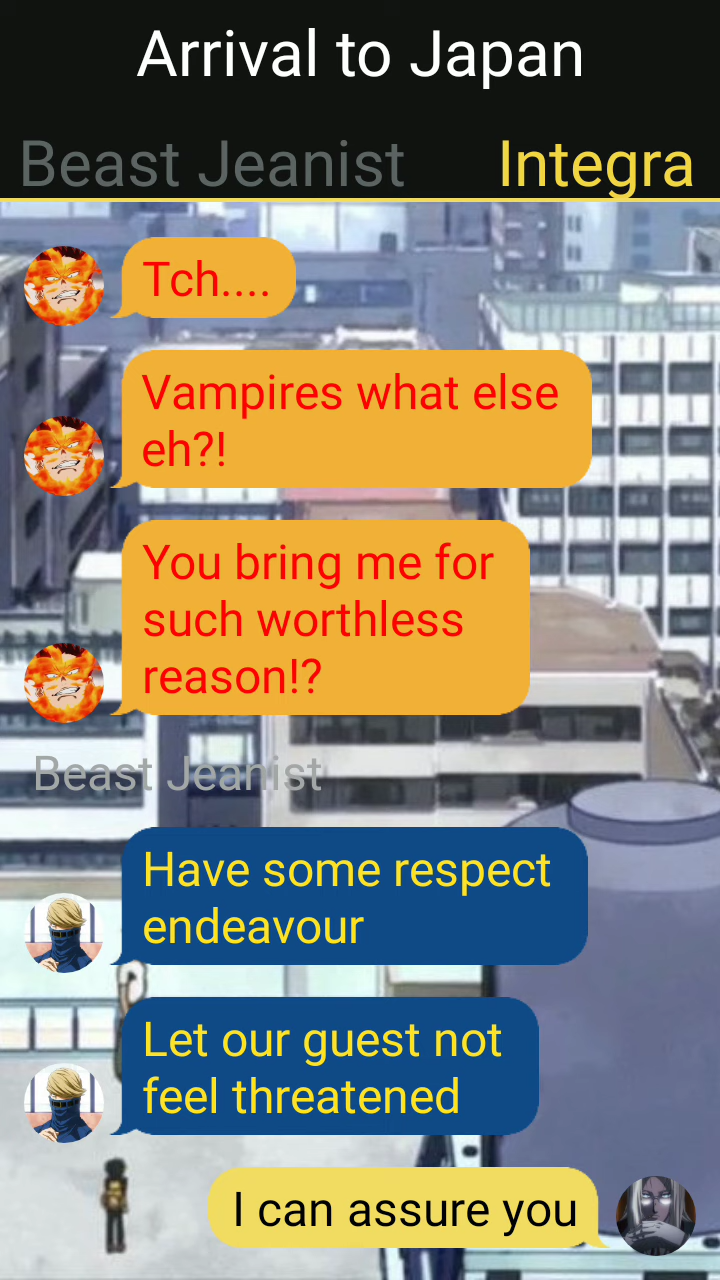 Arrival to Japan
Beast Jeanist Integra
Tch....
Vampires what else
eh?!
You bring me for
such worthless
reason!?
Beast Jeanist
Have some respect
endeavour
Let our guest not
feel threatened
I can assure you